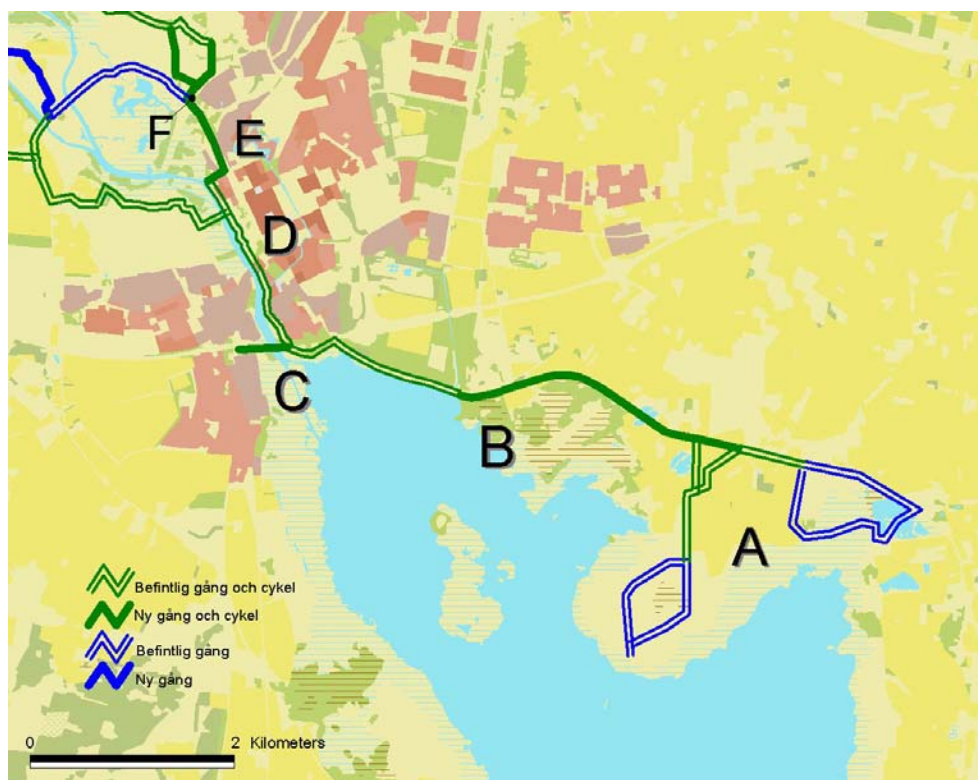 F
E
D
C
B
A
Befintlig gång och cykel
Ny gång och cykel
Befintlig gång
Ny gång
0 2 Kilometers